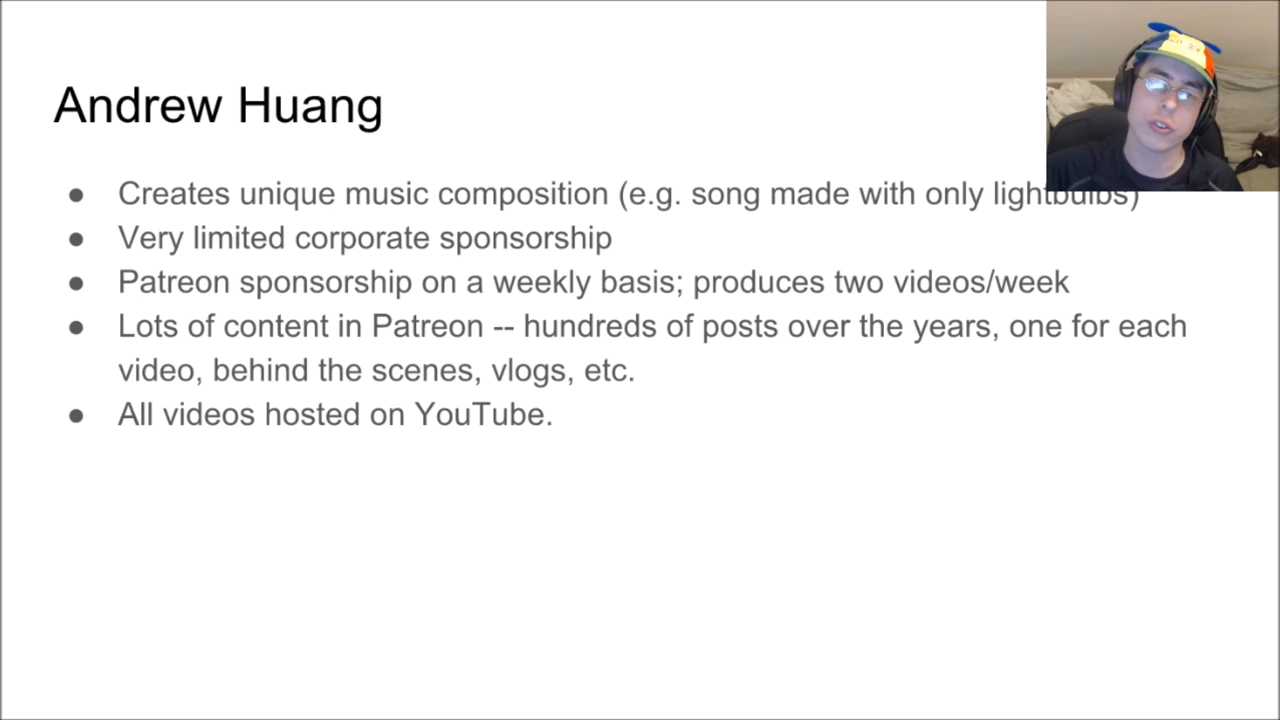 Andrew Huang
● Creates unique music composition (e.g. song made with only lightbulbs)
● Very limited corporate sponsorship
● Patreon sponsorship on a weekly basis; produces two videos/week
● Lots of content in Patreon -- hundreds of posts over the years, one for each
video, behind the scenes, vlogs, etc.
● All videos hosted on YouTube.